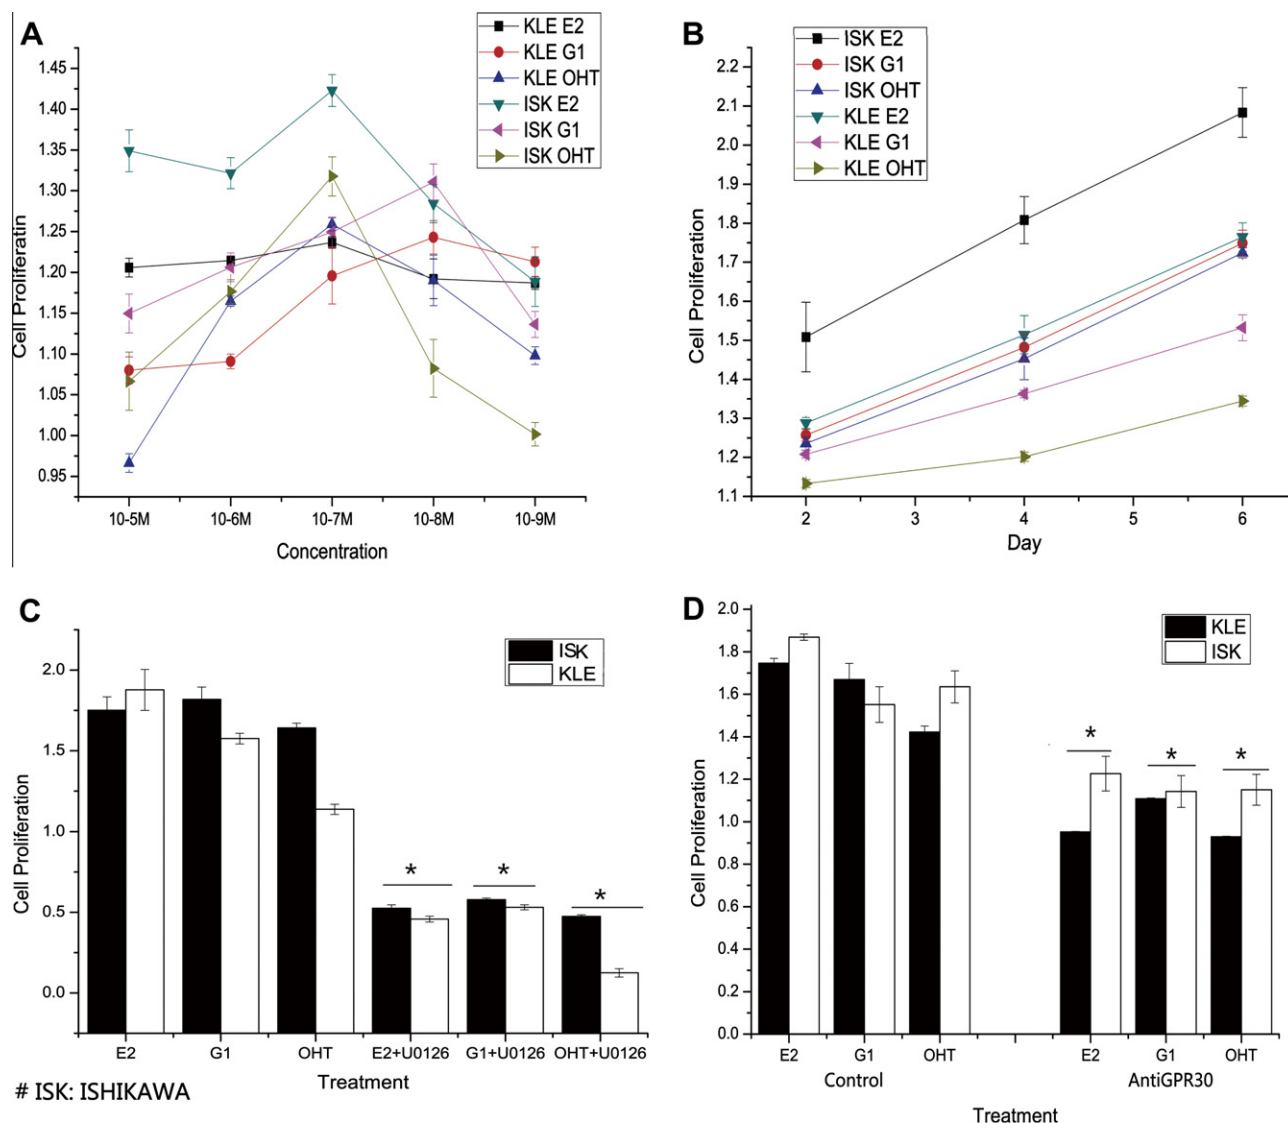 A
KLE E2
KLE G1
KLE OHT
ISK E2
ISK G1
ISK OHT
1.45
1.40
1.35
1.30
1.25
1.20
1.15
1.10
1.05
1.00
0.95
Cell Proliferatin
10-5M 10-6M 10-7M 10-8M 10-9M
Concentration
B
ISK E2
ISK G1
ISK OHT
KLE E2
KLE G1
KLE OHT
2.2
2.1
2.0
1.9
1.8
1.7
1.6
1.5
1.4
1.3
1.2
1.1
Cell Proliferation
2 3 4 5 6
Day
C
ISK
KLE
2.0
1.5
1.0
0.5
0.0
Cell Proliferation
* * *
E2 G1 OHT E2+U0126 G1+U0126 OHT+U0126
Treatment
# ISK: ISHIKAWA
D
KLE
ISK
2.0
1.8
1.6
1.4
1.2
1.0
0.8
0.6
0.4
0.2
0.0
Cell Proliferation
* * *
E2 G1 OHT E2 G1 OHT
Control AntiGPR30
Treatment